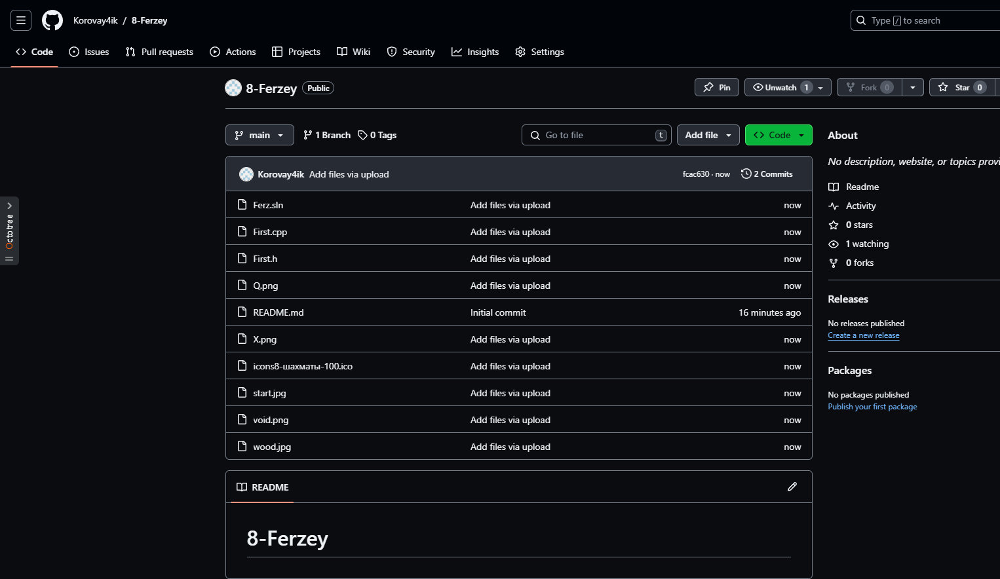 Korovay4ik / 8-Ferzey
Type / to search
Code Issues Pull requests Actions Projects Wiki Security Insights Settings
8-Ferzey Public
Pin Unwatch 1 Fork 0 Star 0
main 1 Branch 0 Tags
Go to file t Add file Code
Korovay4ik Add files via upload fcac630 · now 2 Commits
Ferz.sln Add files via upload now
First.cpp Add files via upload now
First.h Add files via upload now
Q.png Add files via upload now
README.md Initial commit 16 minutes ago
X.png Add files via upload now
icons8-шахматы-100.ico Add files via upload now
start.jpg Add files via upload now
void.png Add files via upload now
wood.jpg Add files via upload now
README
8-Ferzey
About
No description, website, or topics provi
Readme
Activity
0 stars
1 watching
0 forks
Releases
No releases published
Create a new release
Packages
No packages published
Publish your first package
Octotree